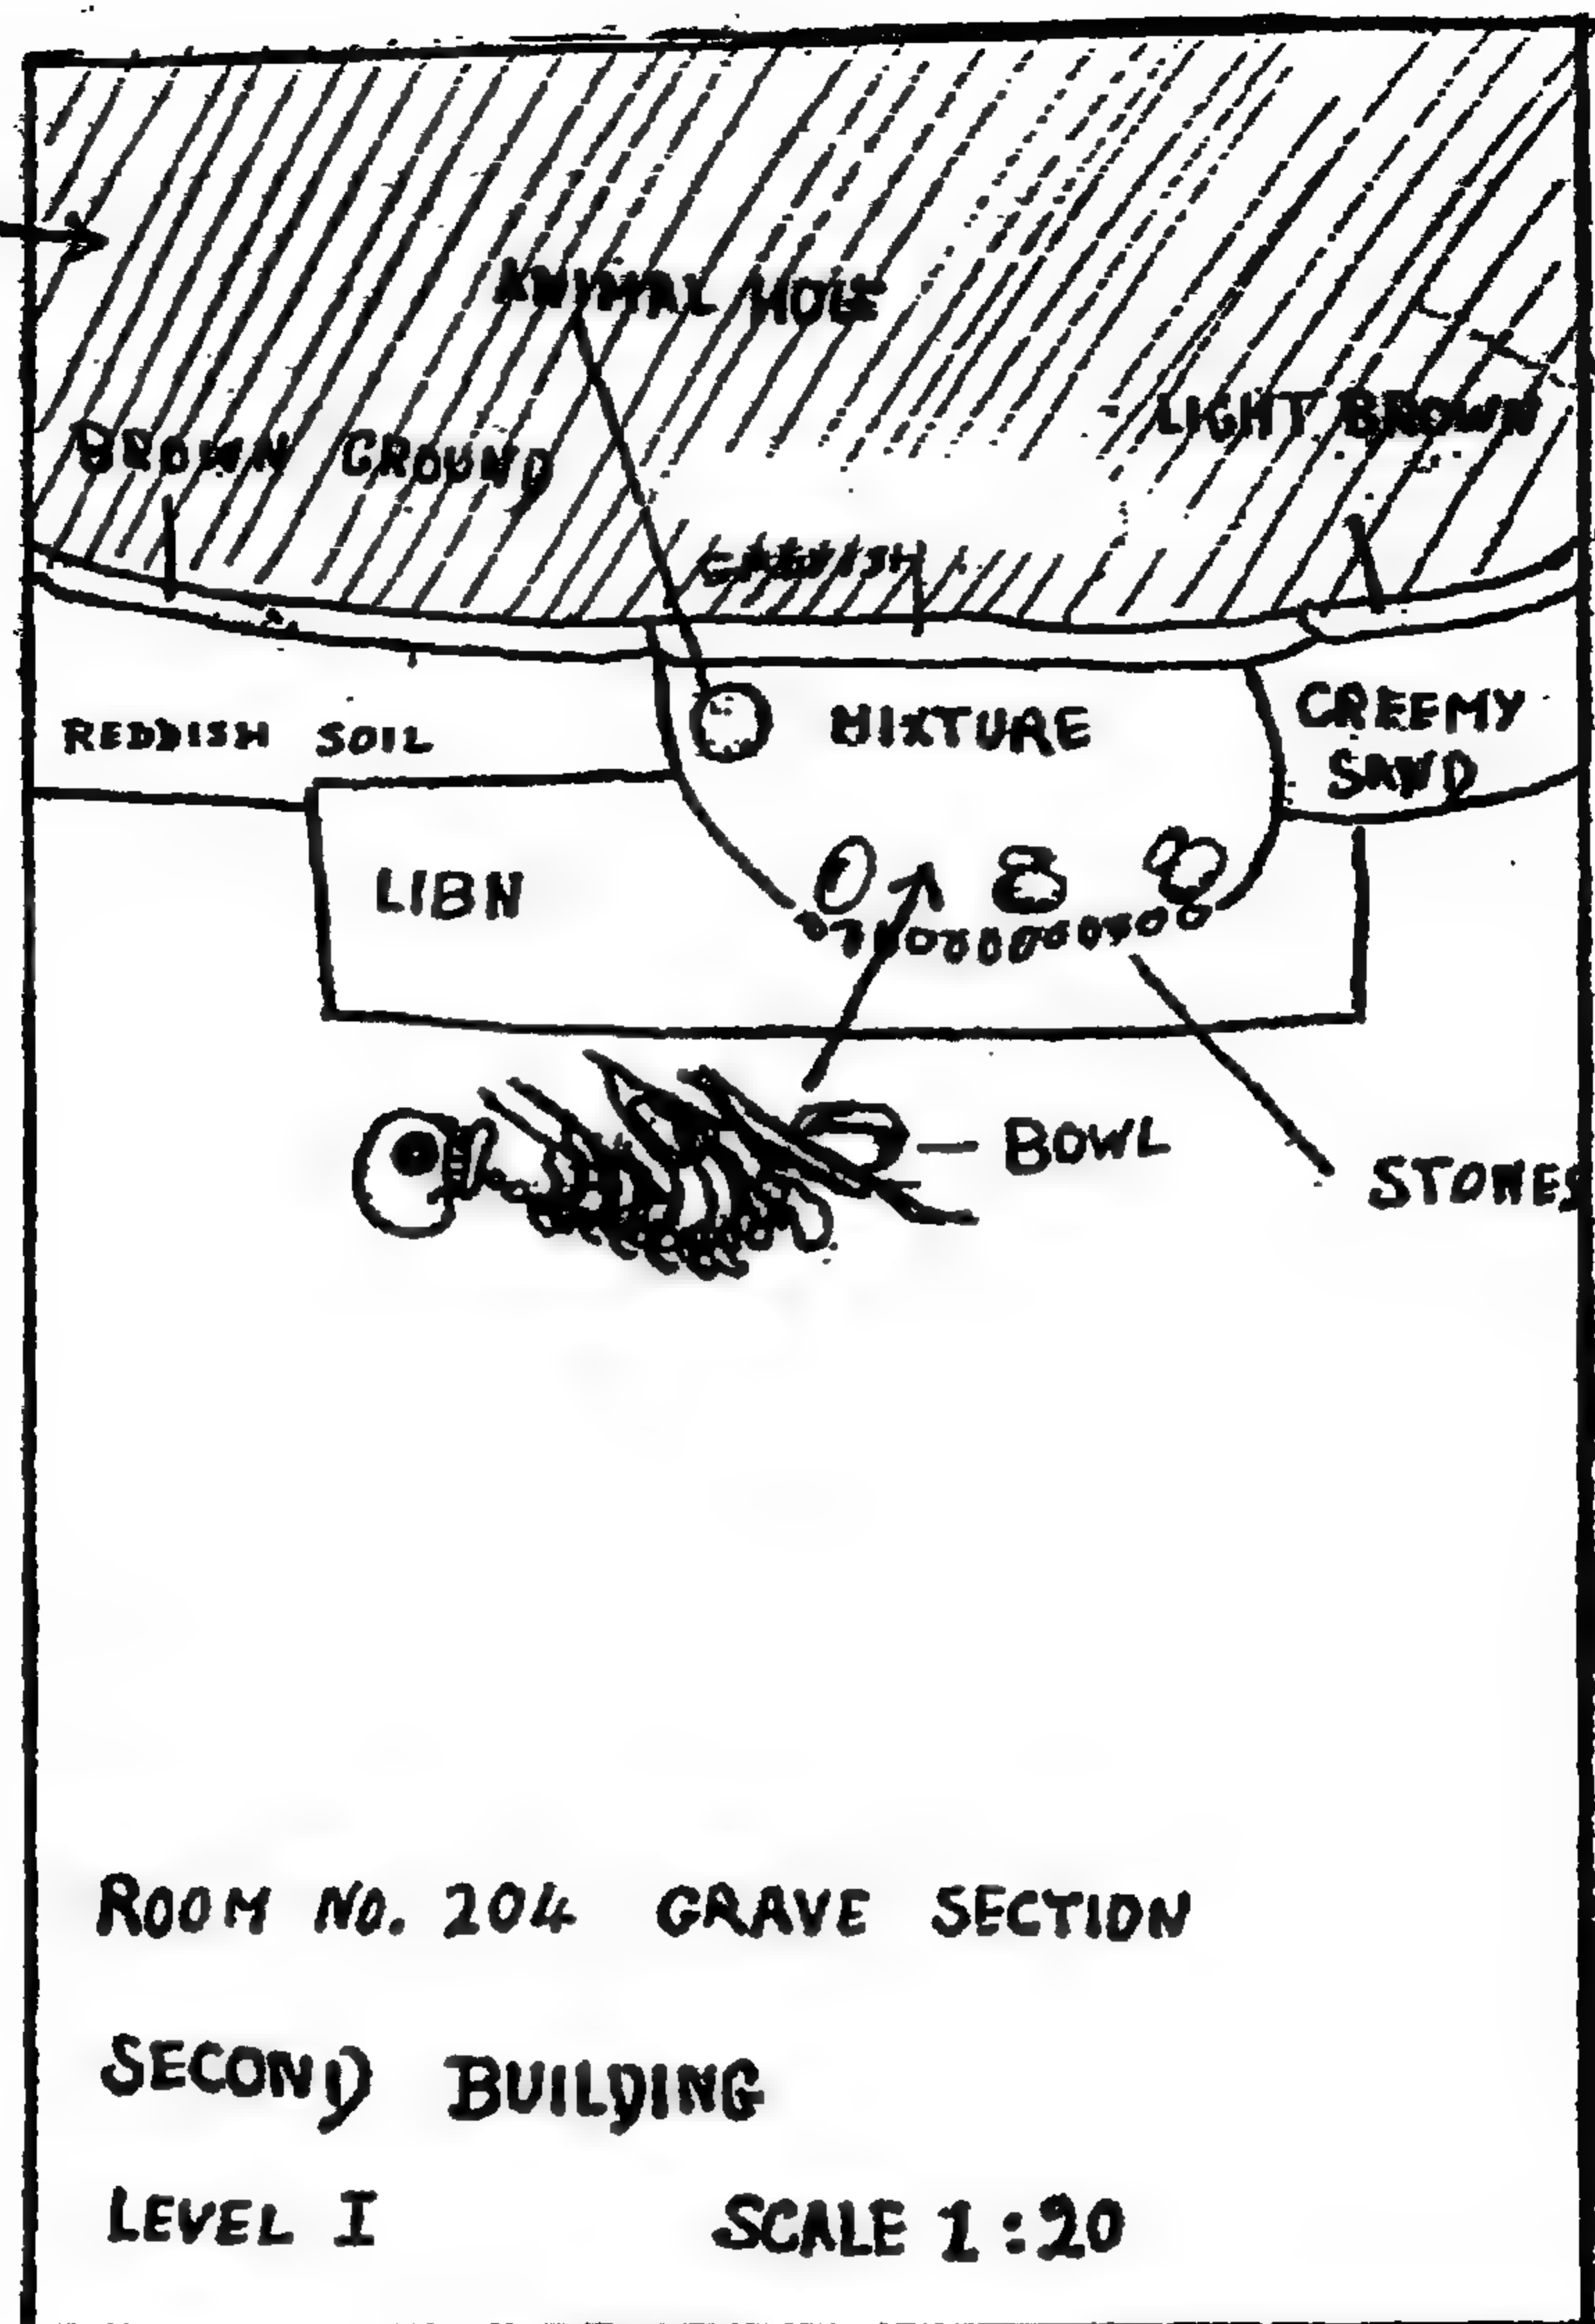 ANIMAL HOLE
LIGHT BROWN
BROWN GROUND
REDDISH SOIL
MIXTURE
CREEMY
SAND
LIBN
BOWL
STONES
ROOM NO. 204 GRAVE SECTION
SECOND BUILDING
LEVEL I SCALE 1:20